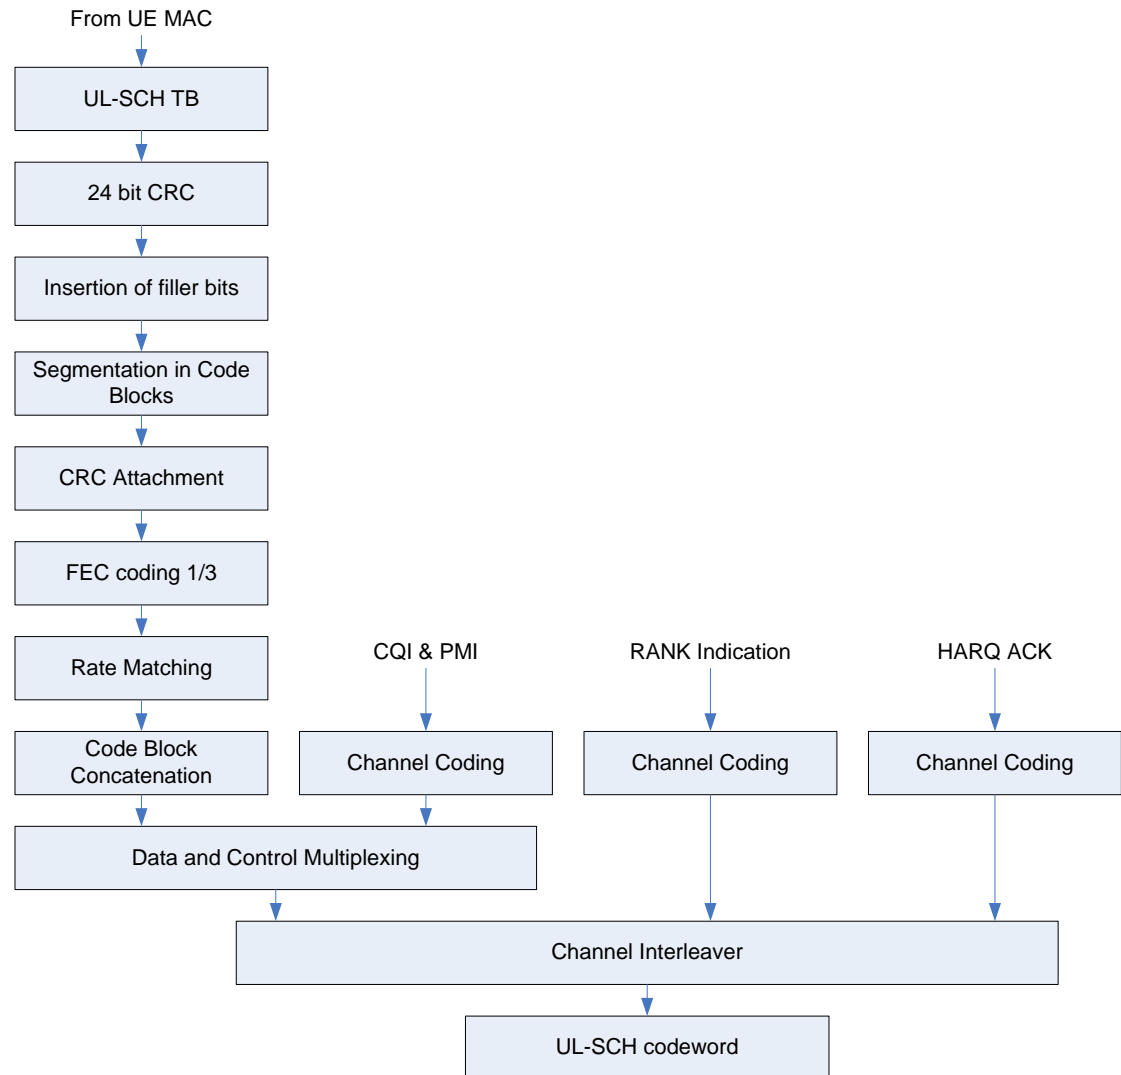 From UE MAC
UL-SCH TB
24 bit CRC
Insertion of filler bits
Segmentation in Code
Blocks
CRC Attachment
FEC coding 1/3
Rate Matching
CQI & PMI
RANK Indication
HARQ ACK
Code Block
Concatenation
Channel Coding
Channel Coding
Channel Coding
Data and Control Multiplexing
Channel Interleaver
UL-SCH codeword